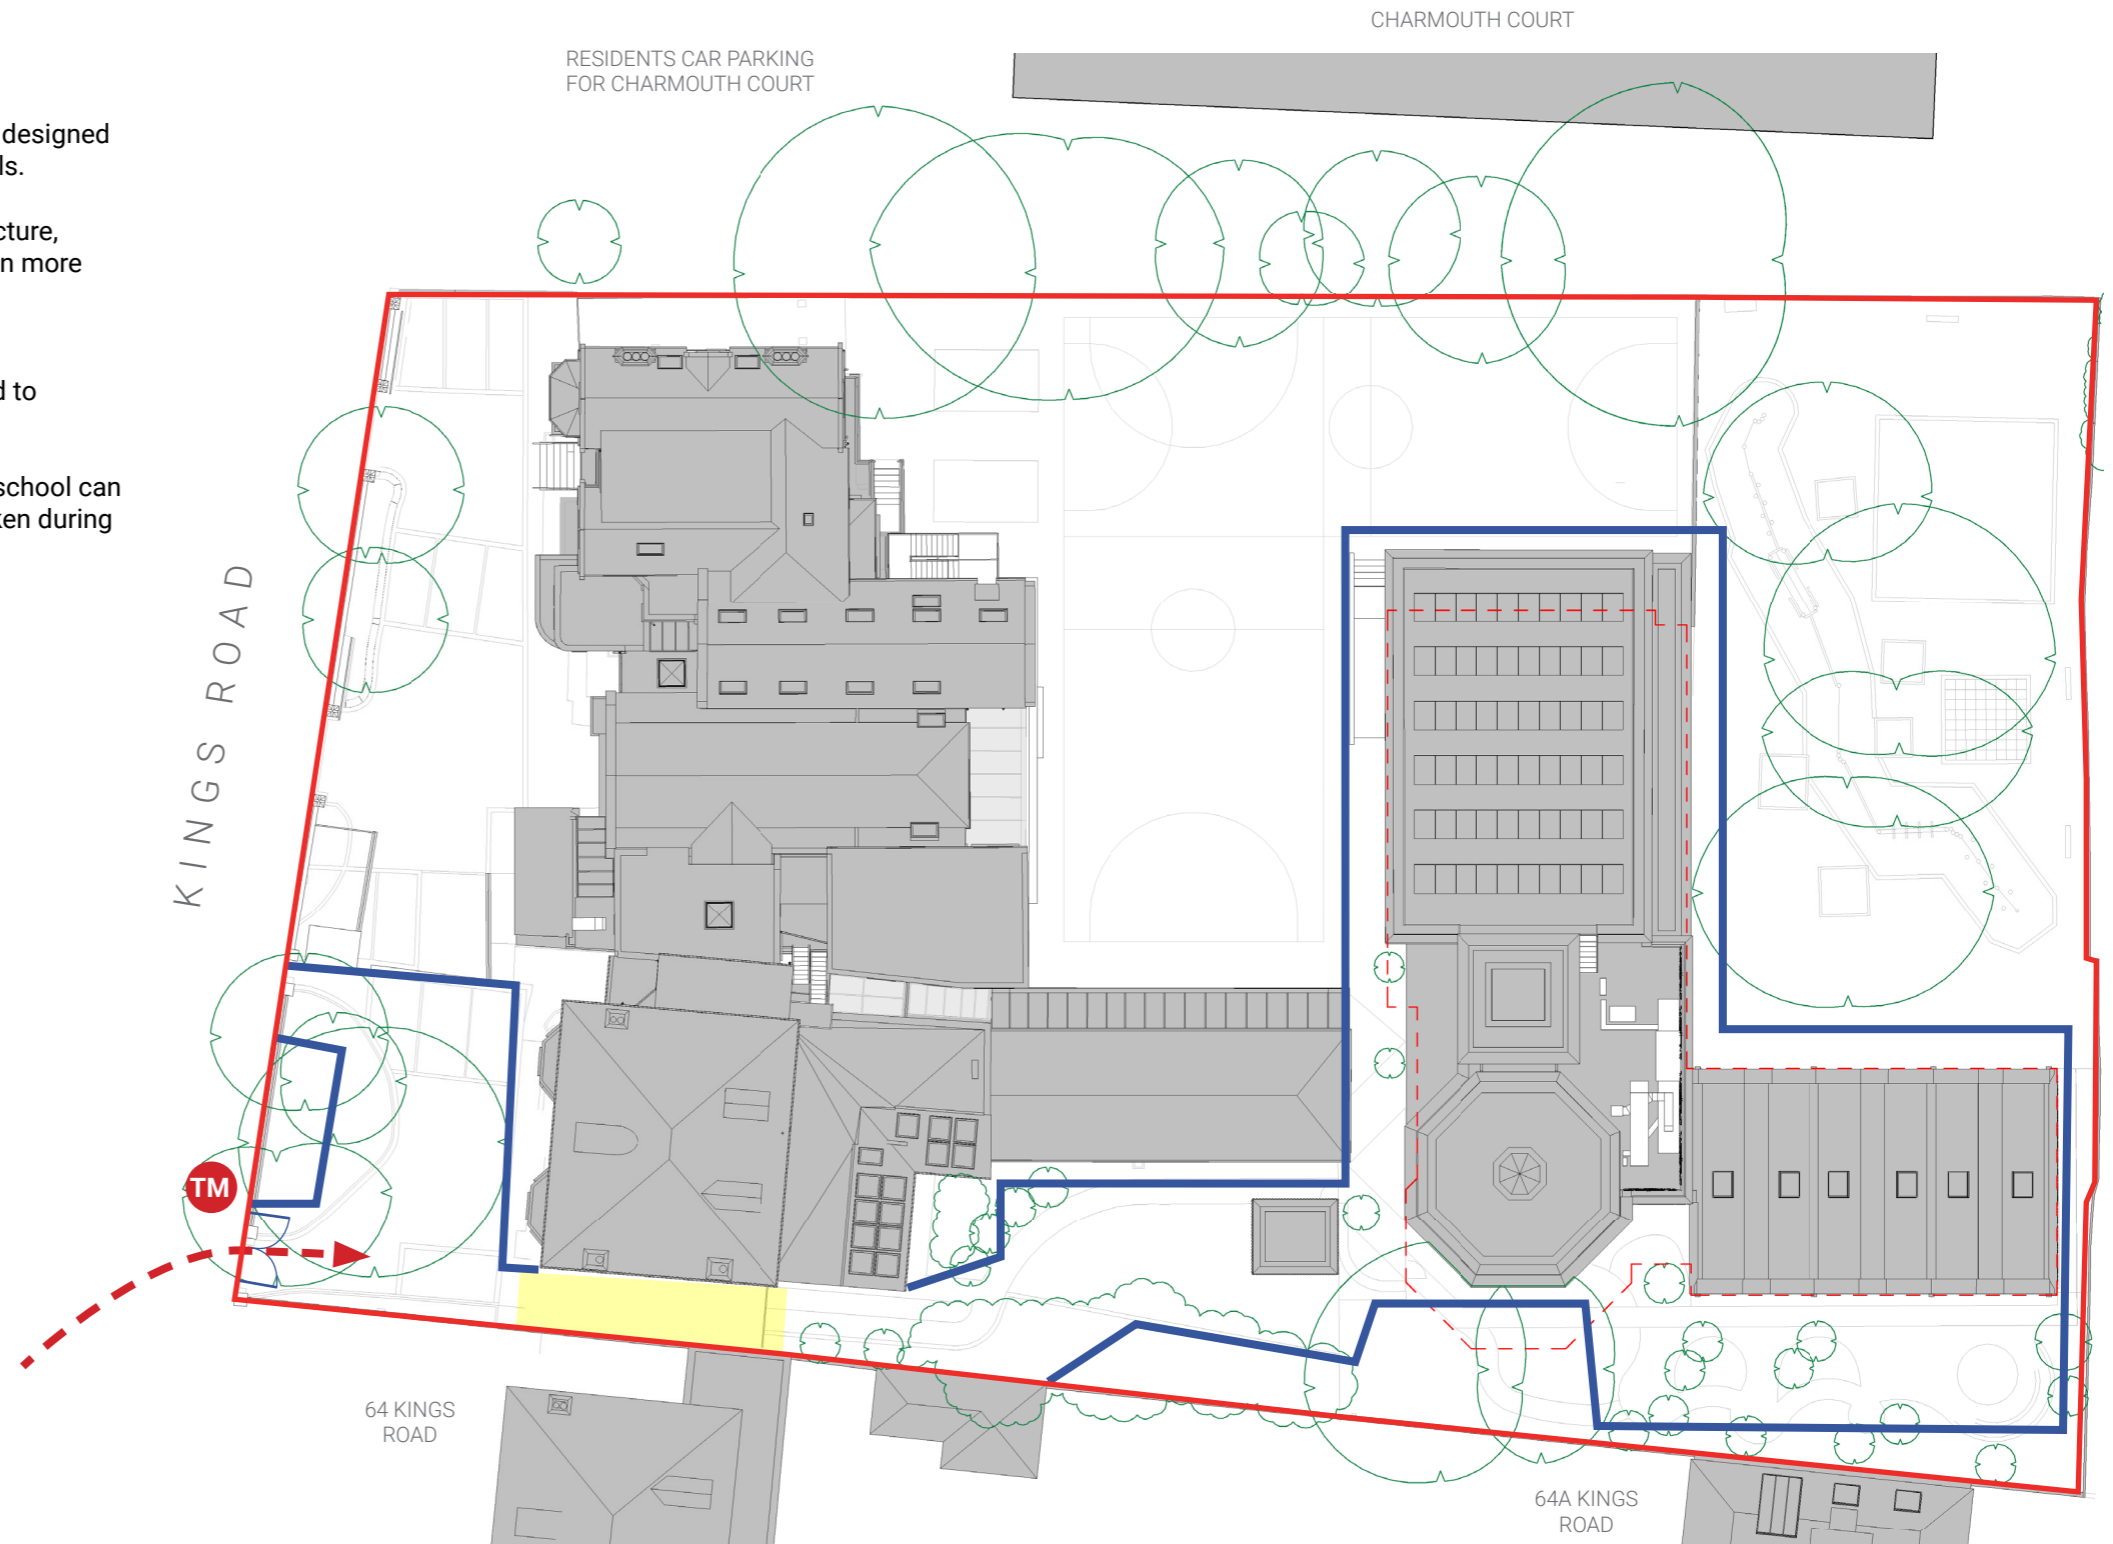 CHARMOUTH COURT
RESIDENTS CAR PARKING
FOR CHARMOUTH COURT
designed
ls.
cture,
n more
d to
school can
ken during
KINGS ROAD
TM
64 KINGS
ROAD
64A KINGS
ROAD